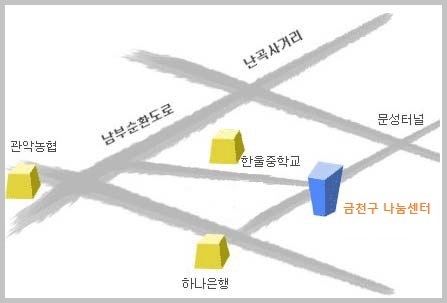 난곡사거리
남부순환도로
문성터널
관악농협
한울중학교
금천구 나눔센터
하나은행